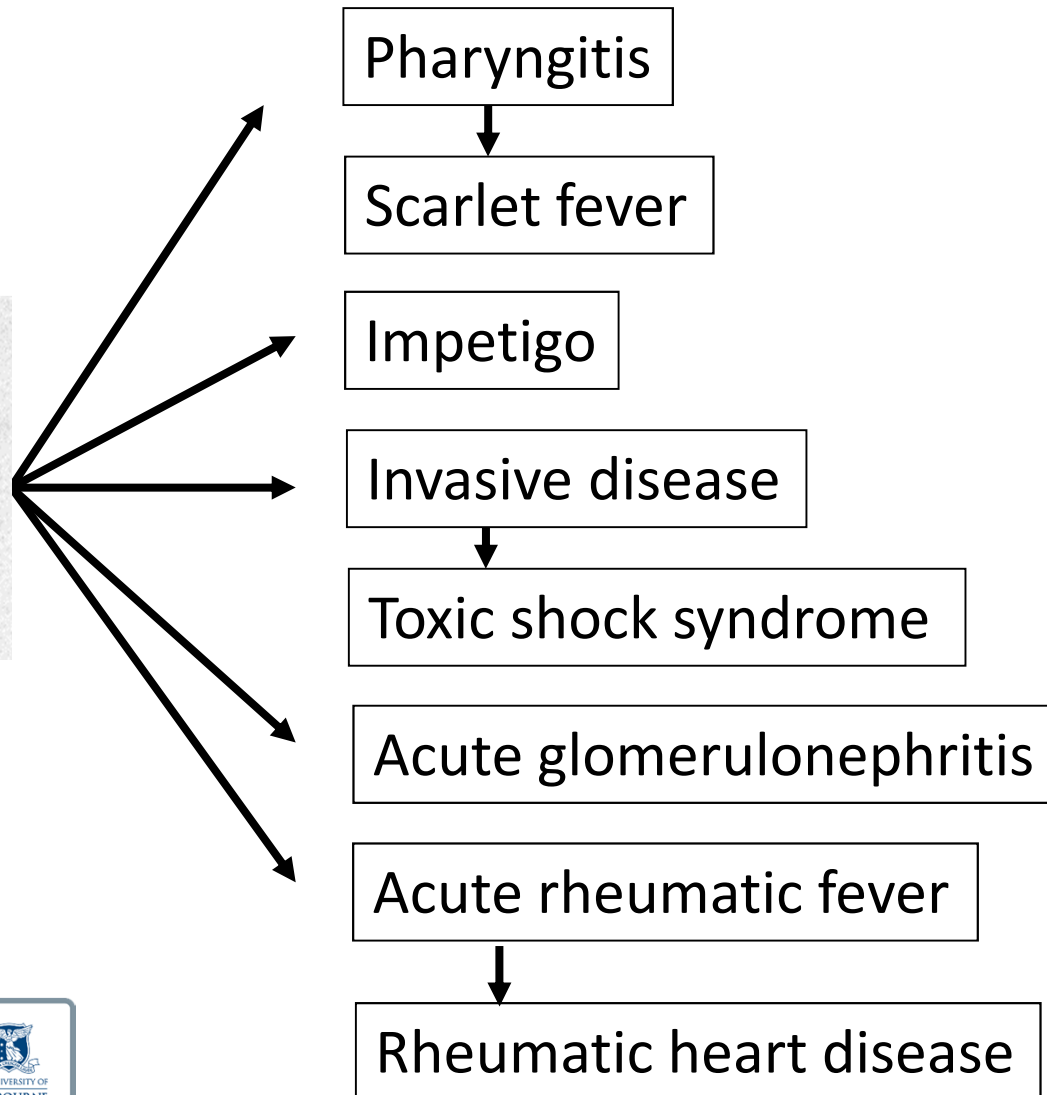 Pharyngitis
Scarlet fever
Impetigo
Invasive disease
Toxic shock syndrome
Acute glomerulonephritis
Acute rheumatic fever
Rheumatic heart disease